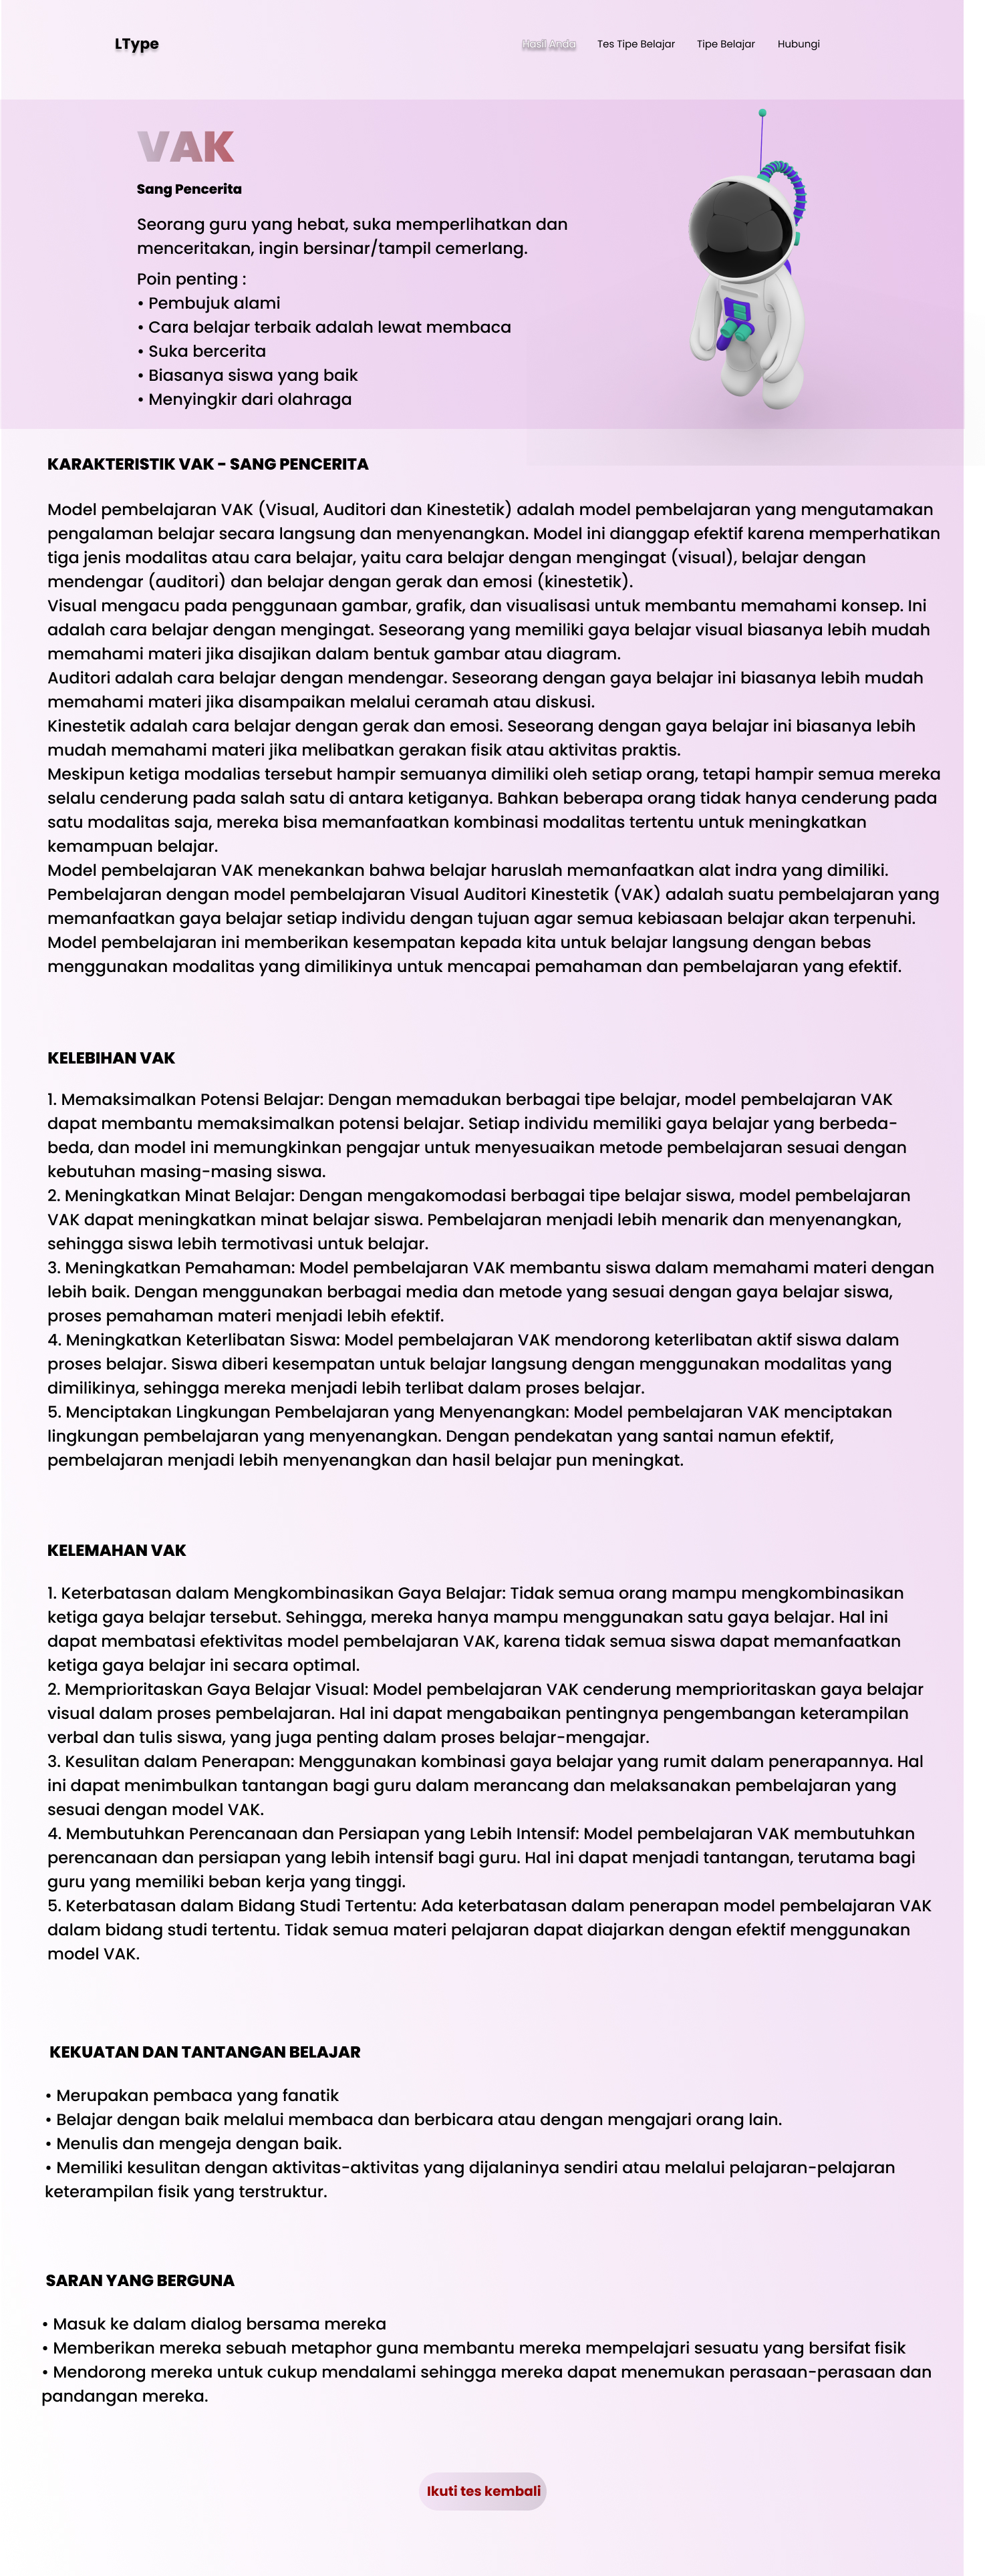 LType
Hasil Anda
Tes Tipe Belajar
Tipe Belajar
Hubungi
VAK
Sang Pencerita
Seorang guru yang hebat, suka memperlihatkan dan
menceritakan, ingin bersinar/tampil cemerlang.
Poin penting :
• Pembujuk alami
• Cara belajar terbaik adalah lewat membaca
• Suka bercerita
• Biasanya siswa yang baik
• Menyingkir dari olahraga
KARAKTERISTIK VAK - SANG PENCERITA
Model pembelajaran VAK (Visual, Auditori dan Kinestetik) adalah model pembelajaran yang mengutamakan
pengalaman belajar secara langsung dan menyenangkan. Model ini dianggap efektif karena memperhatikan
tiga jenis modalitas atau cara belajar, yaitu cara belajar dengan mengingat (visual), belajar dengan
mendengar (auditori) dan belajar dengan gerak dan emosi (kinestetik).
Visual mengacu pada penggunaan gambar, grafik, dan visualisasi untuk membantu memahami konsep. Ini
adalah cara belajar dengan mengingat. Seseorang yang memiliki gaya belajar visual biasanya lebih mudah
memahami materi jika disajikan dalam bentuk gambar atau diagram.
Auditori adalah cara belajar dengan mendengar. Seseorang dengan gaya belajar ini biasanya lebih mudah
memahami materi jika disampaikan melalui ceramah atau diskusi.
Kinestetik adalah cara belajar dengan gerak dan emosi. Seseorang dengan gaya belajar ini biasanya lebih
mudah memahami materi jika melibatkan gerakan fisik atau aktivitas praktis.
Meskipun ketiga modalias tersebut hampir semuanya dimiliki oleh setiap orang, tetapi hampir semua mereka
selalu cenderung pada salah satu di antara ketiganya. Bahkan beberapa orang tidak hanya cenderung pada
satu modalitas saja, mereka bisa memanfaatkan kombinasi modalitas tertentu untuk meningkatkan
kemampuan belajar.
Model pembelajaran VAK menekankan bahwa belajar haruslah memanfaatkan alat indra yang dimiliki.
Pembelajaran dengan model pembelajaran Visual Auditori Kinestetik (VAK) adalah suatu pembelajaran yang
memanfaatkan gaya belajar setiap individu dengan tujuan agar semua kebiasaan belajar akan terpenuhi.
Model pembelajaran ini memberikan kesempatan kepada kita untuk belajar langsung dengan bebas
menggunakan modalitas yang dimilikinya untuk mencapai pemahaman dan pembelajaran yang efektif.
KELEBIHAN VAK
1. Memaksimalkan Potensi Belajar: Dengan memadukan berbagai tipe belajar, model pembelajaran VAK
dapat membantu memaksimalkan potensi belajar. Setiap individu memiliki gaya belajar yang berbeda-
beda, dan model ini memungkinkan pengajar untuk menyesuaikan metode pembelajaran sesuai dengan
kebutuhan masing-masing siswa.
2. Meningkatkan Minat Belajar: Dengan mengakomodasi berbagai tipe belajar siswa, model pembelajaran
VAK dapat meningkatkan minat belajar siswa. Pembelajaran menjadi lebih menarik dan menyenangkan,
sehingga siswa lebih termotivasi untuk belajar.
3. Meningkatkan Pemahaman: Model pembelajaran VAK membantu siswa dalam memahami materi dengan
lebih baik. Dengan menggunakan berbagai media dan metode yang sesuai dengan gaya belajar siswa,
proses pemahaman materi menjadi lebih efektif.
4. Meningkatkan Keterlibatan Siswa: Model pembelajaran VAK mendorong keterlibatan aktif siswa dalam
proses belajar. Siswa diberi kesempatan untuk belajar langsung dengan menggunakan modalitas yang
dimilikinya, sehingga mereka menjadi lebih terlibat dalam proses belajar.
5. Menciptakan Lingkungan Pembelajaran yang Menyenangkan: Model pembelajaran VAK menciptakan
lingkungan pembelajaran yang menyenangkan. Dengan pendekatan yang santai namun efektif,
pembelajaran menjadi lebih menyenangkan dan hasil belajar pun meningkat.
KELEMAHAN VAK
1. Keterbatasan dalam Mengkombinasikan Gaya Belajar: Tidak semua orang mampu mengkombinasikan
ketiga gaya belajar tersebut. Sehingga, mereka hanya mampu menggunakan satu gaya belajar. Hal ini
dapat membatasi efektivitas model pembelajaran VAK, karena tidak semua siswa dapat memanfaatkan
ketiga gaya belajar ini secara optimal.
2. Memprioritaskan Gaya Belajar Visual: Model pembelajaran VAK cenderung memprioritaskan gaya belajar
visual dalam proses pembelajaran. Hal ini dapat mengabaikan pentingnya pengembangan keterampilan
verbal dan tulis siswa, yang juga penting dalam proses belajar-mengajar.
3. Kesulitan dalam Penerapan: Menggunakan kombinasi gaya belajar yang rumit dalam penerapannya. Hal
ini dapat menimbulkan tantangan bagi guru dalam merancang dan melaksanakan pembelajaran yang
sesuai dengan model VAK.
4. Membutuhkan Perencanaan dan Persiapan yang Lebih Intensif: Model pembelajaran VAK membutuhkan
perencanaan dan persiapan yang lebih intensif bagi guru. Hal ini dapat menjadi tantangan, terutama bagi
guru yang memiliki beban kerja yang tinggi.
5. Keterbatasan dalam Bidang Studi Tertentu: Ada keterbatasan dalam penerapan model pembelajaran VAK
dalam bidang studi tertentu. Tidak semua materi pelajaran dapat diajarkan dengan efektif menggunakan
model VAK.
KEKUATAN DAN TANTANGAN BELAJAR
• Merupakan pembaca yang fanatik
• Belajar dengan baik melalui membaca dan berbicara atau dengan mengajari orang lain.
• Menulis dan mengeja dengan baik.
• Memiliki kesulitan dengan aktivitas-aktivitas yang dijalaninya sendiri atau melalui pelajaran-pelajaran
keterampilan fisik yang terstruktur.
SARAN YANG BERGUNA
• Masuk ke dalam dialog bersama mereka
• Memberikan mereka sebuah metaphor guna membantu mereka mempelajari sesuatu yang bersifat fisik
• Mendorong mereka untuk cukup mendalami sehingga mereka dapat menemukan perasaan-perasaan dan
pandangan mereka.
Ikuti tes kembali